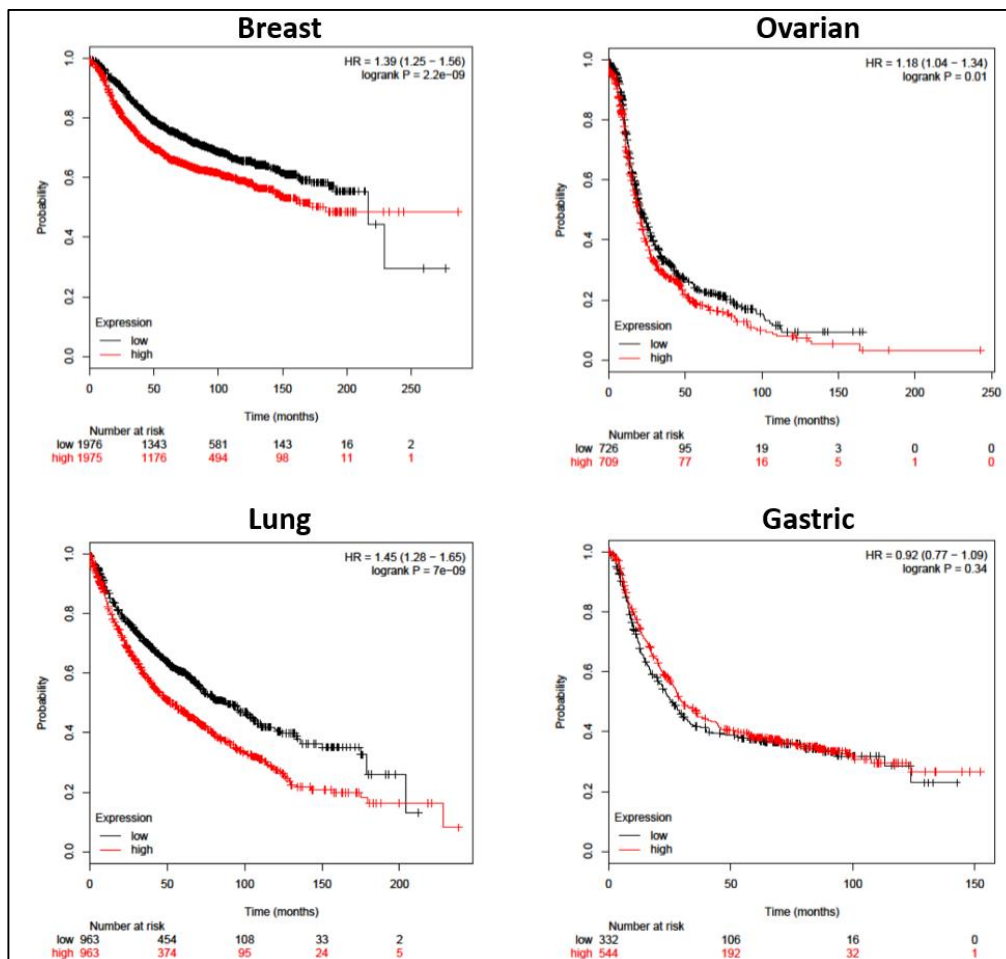 Breast
HR = 1.39 (1.25 − 1.56)
logrank P = 2.2e−09
Probability
1.0
0.8
0.6
0.4
0.2
0.0
Expression
low
high
0 50 100 150 200 250
Time (months)
Number at risk
low 1976 1343 581 143 16 2
high 1975 1176 494 98 11 1
Ovarian
HR = 1.18 (1.04 − 1.34)
logrank P = 0.01
Probability
1.0
0.8
0.6
0.4
0.2
0.0
Expression
low
high
0 50 100 150 200 250
Time (months)
Number at risk
low 726 95 19 3 0 0
high 709 77 16 5 1 0
Lung
HR = 1.45 (1.28 − 1.65)
logrank P = 7e−09
Probability
1.0
0.8
0.6
0.4
0.2
0.0
Expression
low
high
0 50 100 150 200
Time (months)
Number at risk
low 963 454 108 33 2
high 963 374 95 24 5
Gastric
HR = 0.92 (0.77 − 1.09)
logrank P = 0.34
Probability
1.0
0.8
0.6
0.4
0.2
0.0
Expression
low
high
0 50 100 150
Time (months)
Number at risk
low 332 106 16 0
high 544 192 32 1